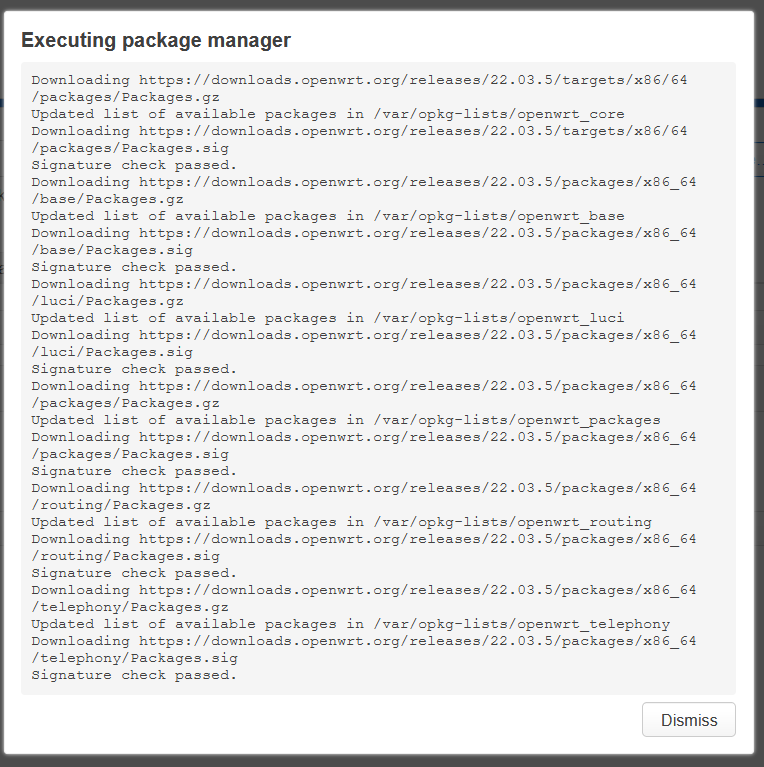 Executing package manager
Downloading https://downloads.openwrt.org/releases/22.03.5/targets/x86/64
/packages/Packages.gz
Updated list of available packages in /var/opkg-lists/openwrt_core
Downloading https://downloads.openwrt.org/releases/22.03.5/targets/x86/64
/packages/Packages.sig
Signature check passed.
Downloading https://downloads.openwrt.org/releases/22.03.5/packages/x86_64
/base/Packages.gz
Updated list of available packages in /var/opkg-lists/openwrt_base
Downloading https://downloads.openwrt.org/releases/22.03.5/packages/x86_64
/base/Packages.sig
Signature check passed.
Downloading https://downloads.openwrt.org/releases/22.03.5/packages/x86_64
/luci/Packages.gz
Updated list of available packages in /var/opkg-lists/openwrt_luci
Downloading https://downloads.openwrt.org/releases/22.03.5/packages/x86_64
/luci/Packages.sig
Signature check passed.
Downloading https://downloads.openwrt.org/releases/22.03.5/packages/x86_64
/packages/Packages.gz
Updated list of available packages in /var/opkg-lists/openwrt_packages
Downloading https://downloads.openwrt.org/releases/22.03.5/packages/x86_64
/packages/Packages.sig
Signature check passed.
Downloading https://downloads.openwrt.org/releases/22.03.5/packages/x86_64
/routing/Packages.gz
Updated list of available packages in /var/opkg-lists/openwrt_routing
Downloading https://downloads.openwrt.org/releases/22.03.5/packages/x86_64
/routing/Packages.sig
Signature check passed.
Downloading https://downloads.openwrt.org/releases/22.03.5/packages/x86_64
/telephony/Packages.gz
Updated list of available packages in /var/opkg-lists/openwrt_telephony
Downloading https://downloads.openwrt.org/releases/22.03.5/packages/x86_64
/telephony/Packages.sig
Signature check passed.
Dismiss